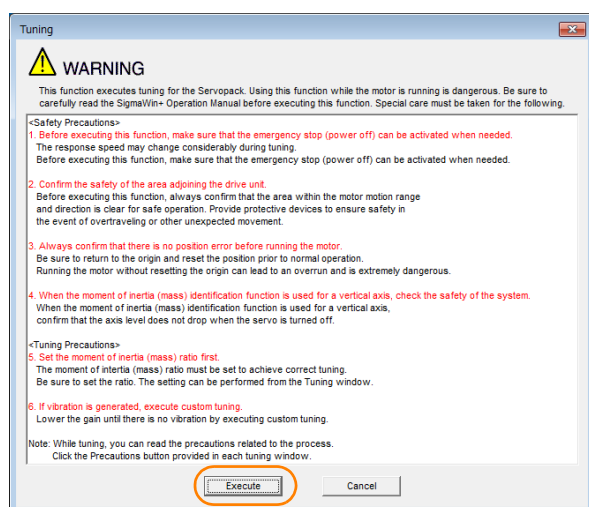 Tuning
WARNING
This function executes tuning for the Servopack. Using this function while the motor is running is dangerous. Be sure to
carefully read the SigmaWin+ Operation Manual before executing this function. Special care must be taken for the following.
<Safety Precautions>
1. Before executing this function, make sure that the emergency stop (power off) can be activated when needed.
The response speed may change considerably during tuning.
Before executing this function, make sure that the emergency stop (power off) can be activated when needed.
2. Confirm the safety of the area adjoining the drive unit.
Before executing this function, always confirm that the area within the motor motion range
and direction is clear for safe operation. Provide protective devices to ensure safety in
the event of overtraveling or other unexpected movement.
3. Always confirm that there is no position error before running the motor.
Be sure to return to the origin and reset the position prior to normal operation.
Running the motor without resetting the origin can lead to an overrun and is extremely dangerous.
4. When the moment of inertia (mass) identification function is used for a vertical axis, check the safety of the system.
When the moment of inertia (mass) identification function is used for a vertical axis,
confirm that the axis level does not drop when the servo is turned off.
<Tuning Precautions>
5. Set the moment of inertia (mass) ratio first.
The moment of intertia (mass) ratio must be set to achieve correct tuning.
Be sure to set the ratio. The setting can be performed from the Tuning window.
6. If vibration is generated, execute custom tuning.
Lower the gain until there is no vibration by executing custom tuning.
Note: While tuning, you can read the precautions related to the process.
Click the Precautions button provided in each tuning window.
Execute
Cancel